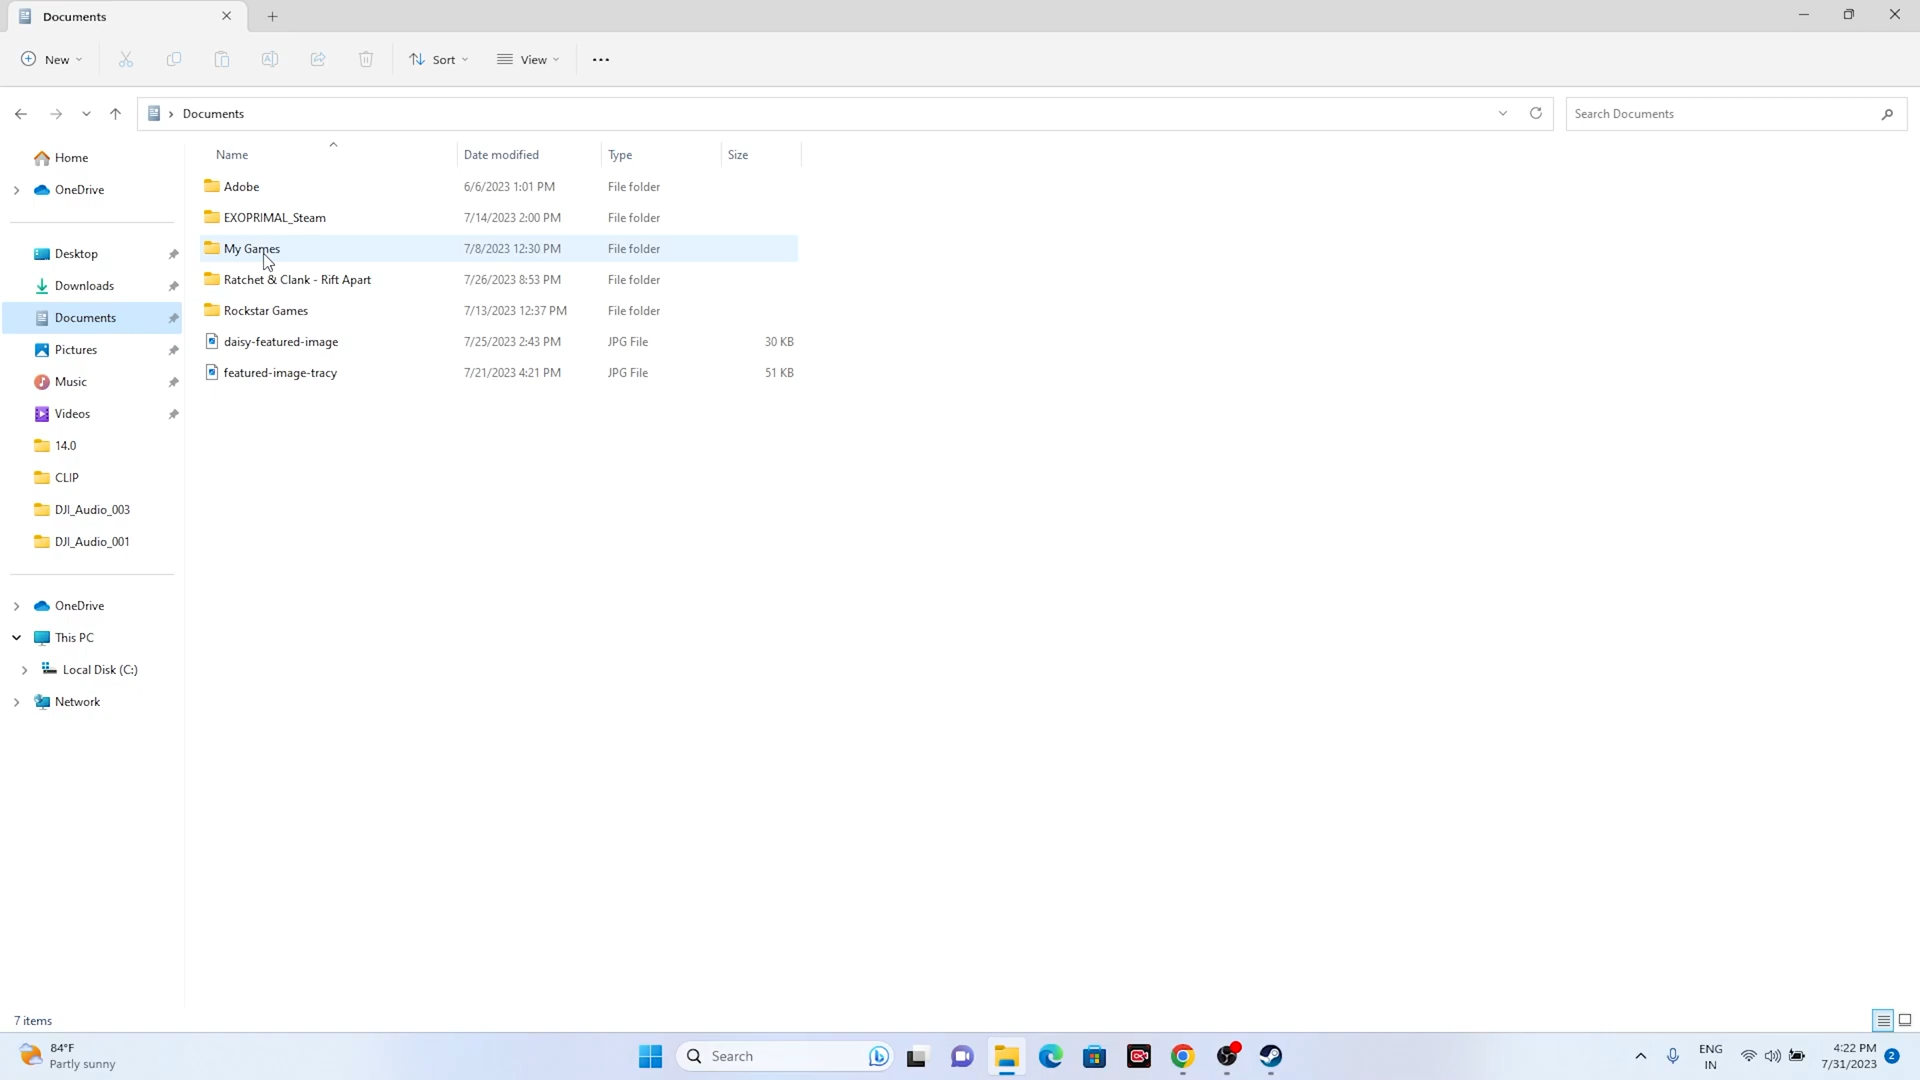 Documents
New
Sort
View
Documents
Search Documents
Home
OneDrive
Desktop
Downloads
Documents
Pictures
Music
Videos
14.0
CLIP
DJI_Audio_003
DJI_Audio_001
OneDrive
This PC
Local Disk (C:)
Network
Name Date modified Type Size
Adobe 6/6/2023 1:01 PM File folder
EXOPRIMAL_Steam 7/14/2023 2:00 PM File folder
My Games 7/8/2023 12:30 PM File folder
Ratchet & Clank - Rift Apart 7/26/2023 8:53 PM File folder
Rockstar Games 7/13/2023 12:37 PM File folder
daisy-featured-image 7/25/2023 2:43 PM JPG File 30 KB
featured-image-tracy 7/21/2023 4:21 PM JPG File 51 KB
7 items
84°F
Partly sunny
Search
ENG
IN
4:22 PM
7/31/2023
2